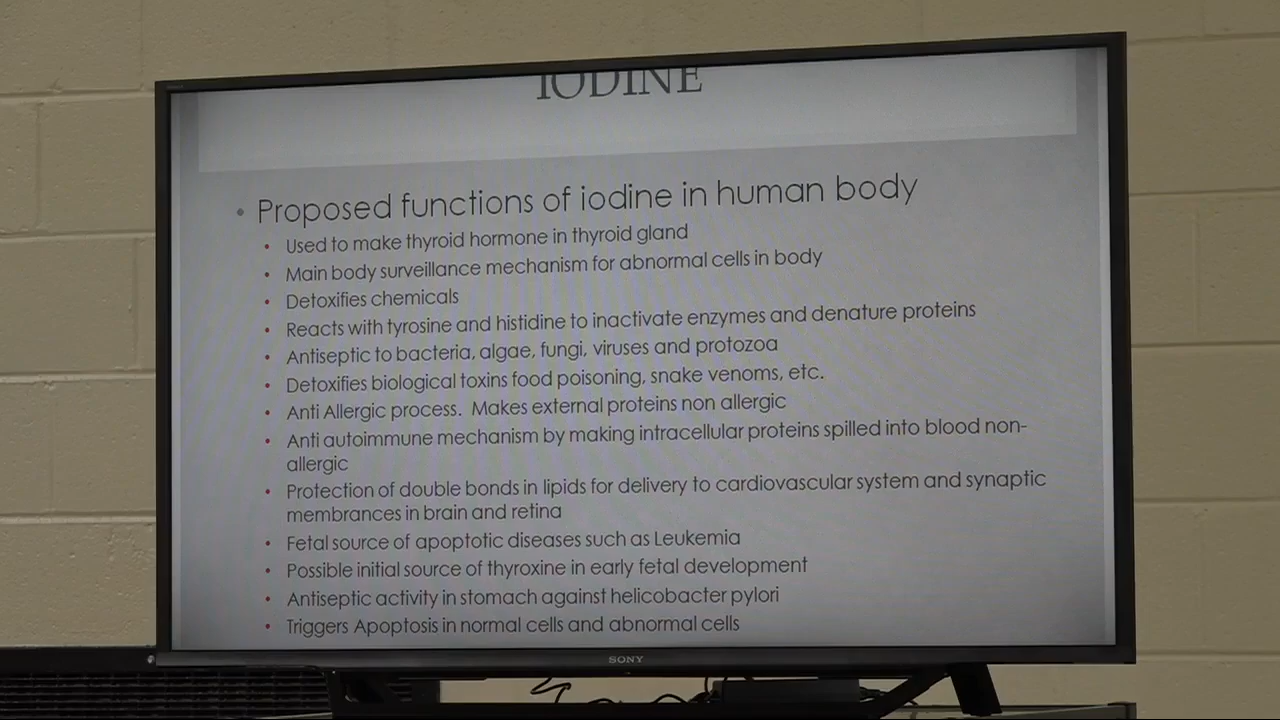 IODINE
• Proposed functions of iodine in human body
• Used to make thyroid hormone in thyroid gland
• Main body surveillance mechanism for abnormal cells in body
• Detoxifies chemicals
• Reacts with tyrosine and histidine to inactivate enzymes and denature proteins
• Antiseptic to bacteria, algae, fungi, viruses and protozoa
• Detoxifies biological toxins food poisoning, snake venoms, etc.
• Anti Allergic process. Makes external proteins non allergic
• Anti autoimmune mechanism by making intracellular proteins spilled into blood non-
allergic
• Protection of double bonds in lipids for delivery to cardiovascular system and synaptic
membrances in brain and retina
• Fetal source of apoptotic diseases such as Leukemia
• Possible initial source of thyroxine in early fetal development
• Antiseptic activity in stomach against helicobacter pylori
• Triggers Apoptosis in normal cells and abnormal cells
SONY